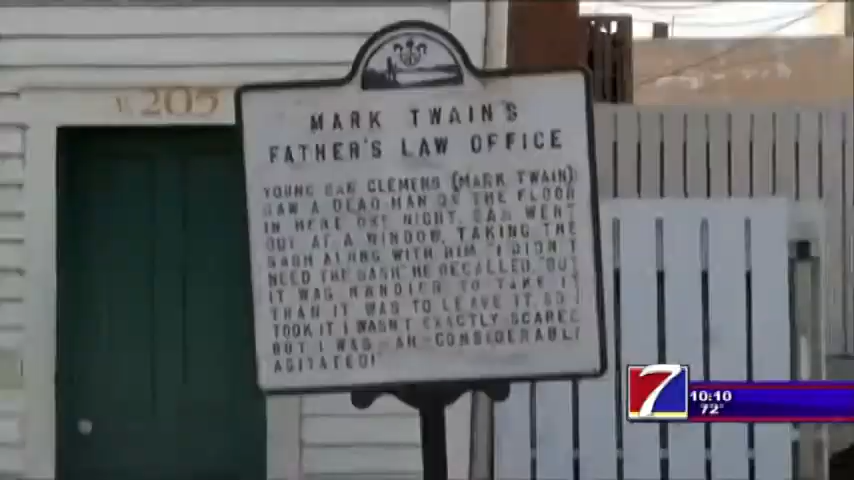 205
MARK TWAIN'S
FATHER'S LAW OFFICE
YOUNG SAM CLEMENS (MARK TWAIN)
SAW A DEAD MAN ON THE FLOOR
IN HERE ONE NIGHT. SAM WENT
OUT AT A WINDOW, TAKING THE
SASH ALONG WITH HIM. "I DIDN'T
NEED THE SASH" HE RECALLED, "BUT
IT WAS HANDIER TO TAKE IT
THAN IT WAS TO LEAVE IT, SO I
TOOK IT. I WASN'T EXACTLY SCARED
BUT I WAS - AH - CONSIDERABLY
AGITATED!"
7
10:10
72°